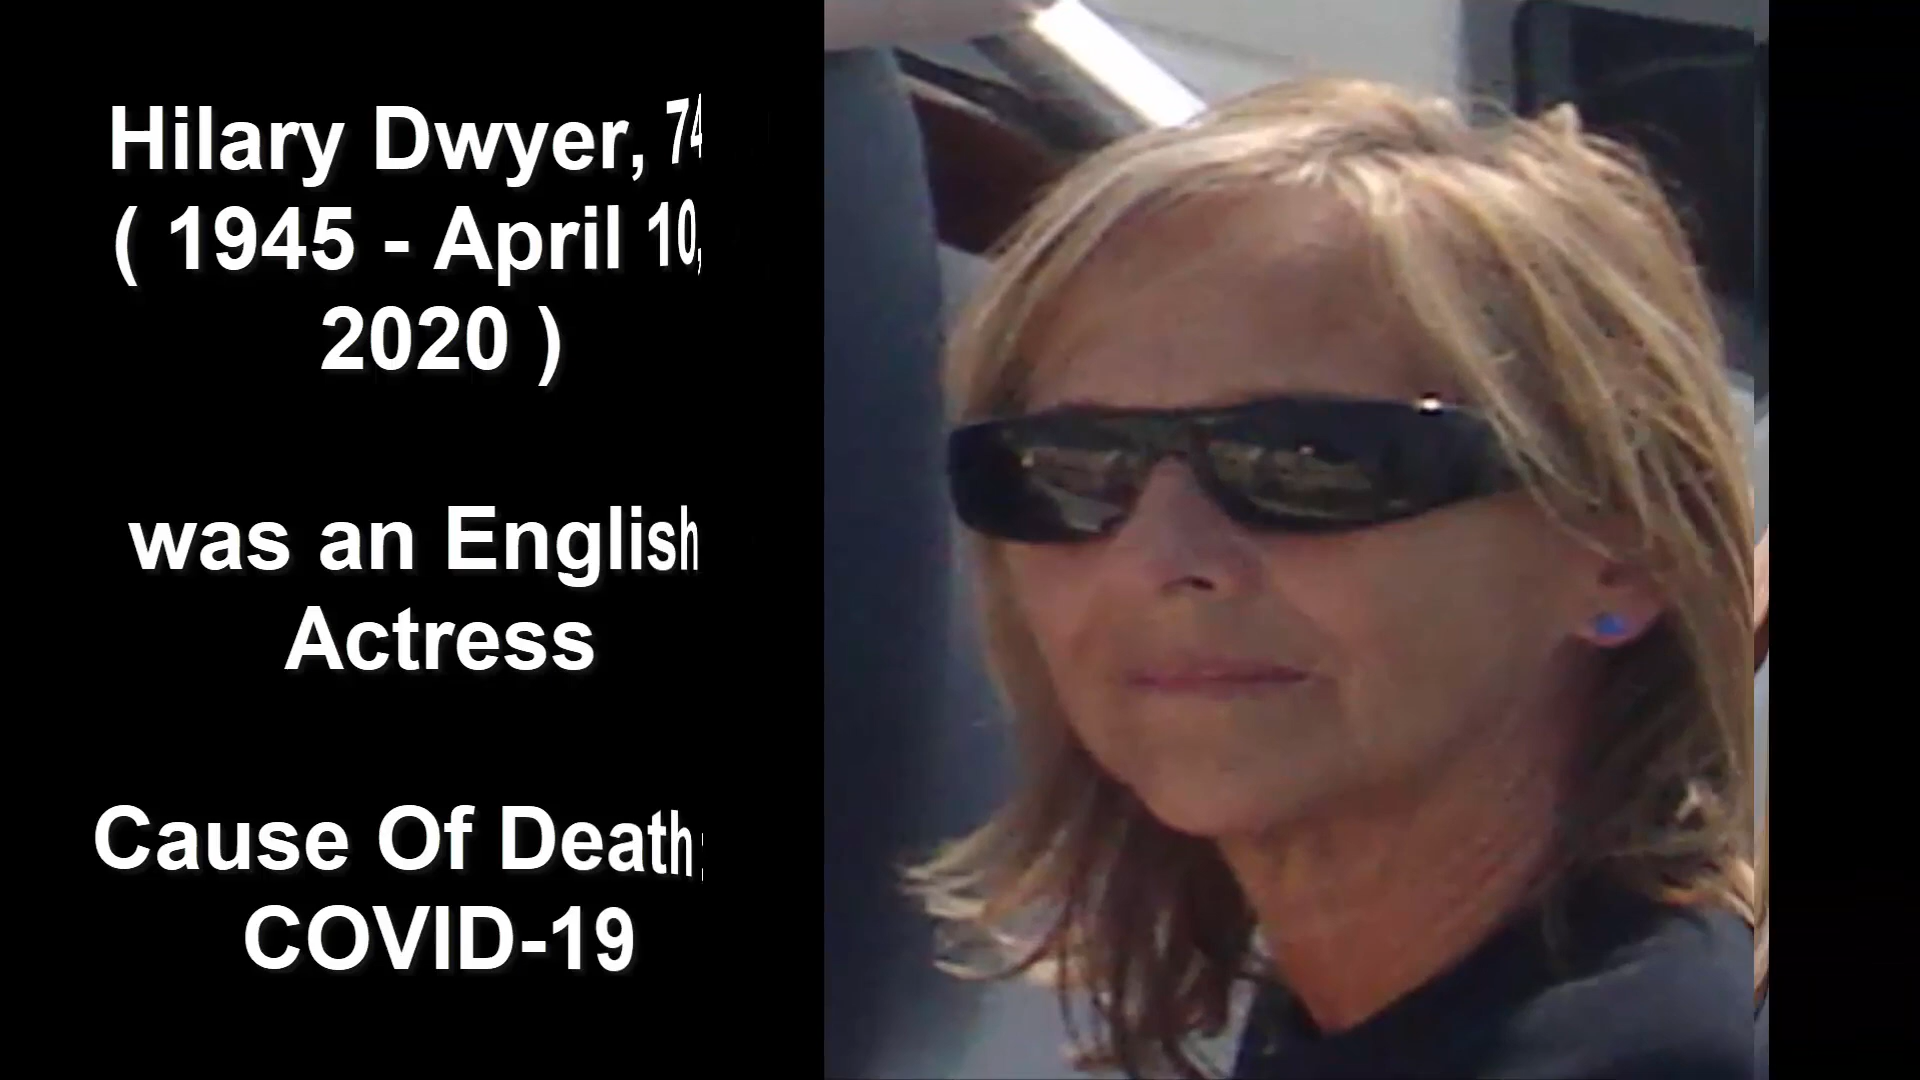 Hilary Dwyer, 74
( 1945 - April 10,
2020 )
was an English
Actress
Cause Of Death:
COVID-19